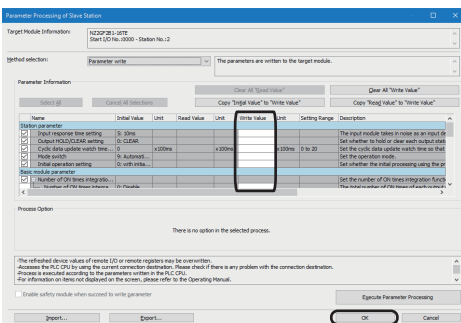 Parameter Processing of Slave Station
Target Module Information:
NZ2GF2B1-16TE
Start I/O No.:0000 - Station No.:2
Method selection: Parameter write
The parameters are written to the target module.
Parameter Information
Clear All "Read Value"
Clear All "Write Value"
Select All
Cancel All Selections
Copy "Initial Value" to "Write Value"
Copy "Read Value" to "Write Value"
Name Initial Value Unit Read Value Unit Write Value Unit Setting Range Description
Station parameter
Input response time setting 5: 10ms The input module takes in noise as an input de
Output HOLD/CLEAR setting 0: CLEAR Set whether to hold or clear each output stat
Cyclic data update watch time... 0 x100ms x100ms x100ms 0 to 20 Set the cyclic data update watch time so that
Mode switch 9: Automati... Set the operation mode.
Initial operation setting 0: with initia... Set whether the initial processing using the pr
Basic module parameter
Number of ON times integratio... Set the number of ON times integration functi
Number of ON times integra... 0: Disable The total number of ON times of each output
Process Option
There is no option in the selected process.
-The refreshed device values of remote I/O or remote registers may be overwritten.
-Accesses the PLC CPU by using the current connection destination. Please check if there is any problem with the connection destination.
-Process is executed according to the parameters written in the PLC CPU.
-For information on items not displayed on the screen, please refer to the Operating Manual.
Enable safety module when succeed to write parameter
Execute Parameter Processing
Import...
Export...
OK
Cancel